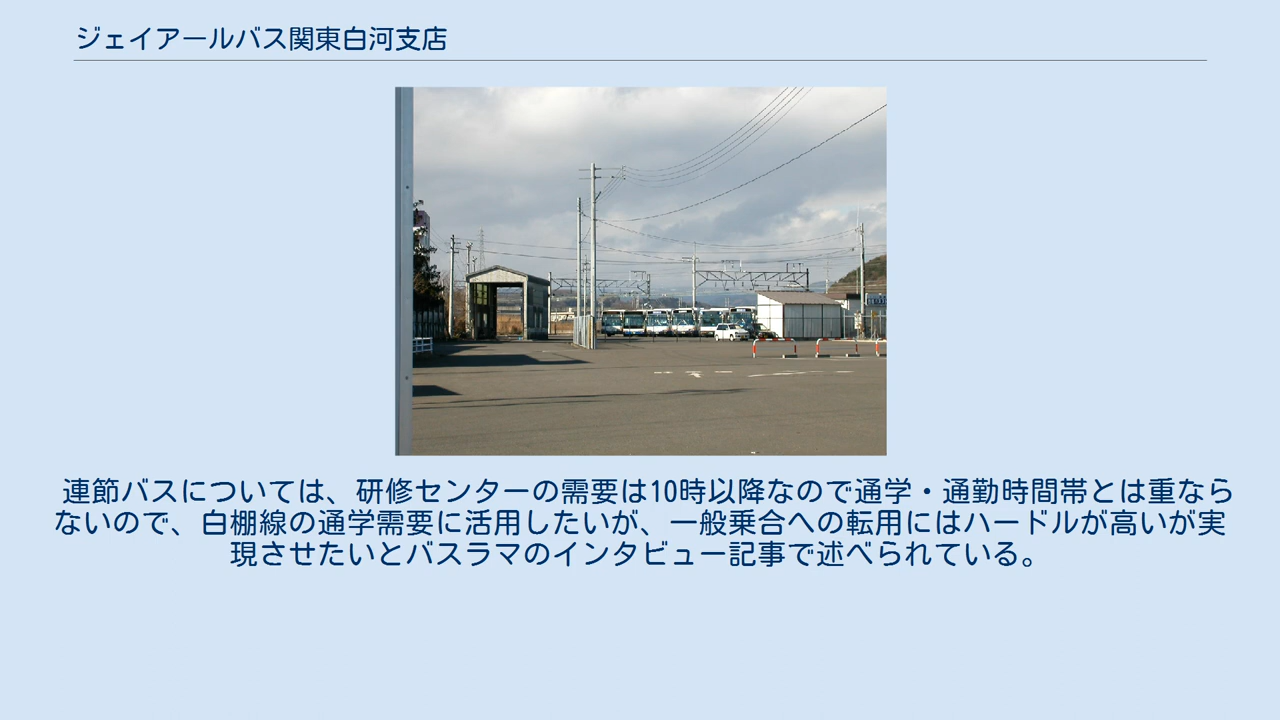 ジェイアールバス関東白河支店
連節バスについては、研修センターの需要は10時以降なので通学・通勤時間帯とは重なら
ないので、白棚線の通学需要に活用したいが、一般乗合への転用にはハードルが高いが実
現させたいとバスラマのインタビュー記事で述べられている。